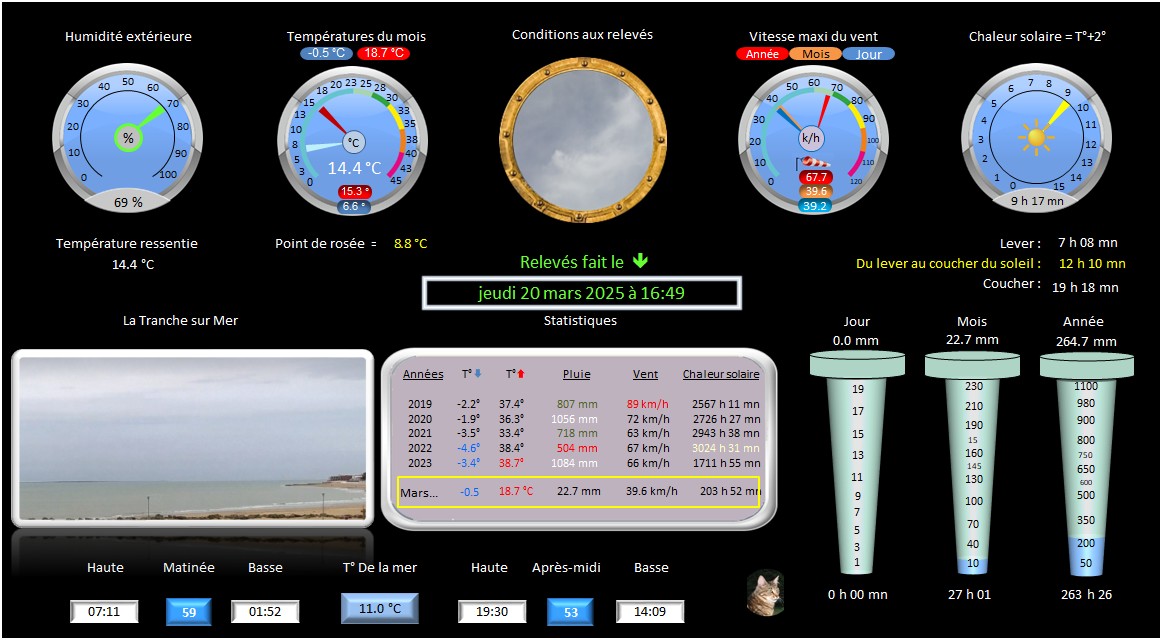 Humidité extérieure
Températures du mois
-0.5 °C 18.7 °C
Conditions aux relevés
Vitesse maxi du vent
Année Mois Jour
Chaleur solaire = T°+2°
0 10 20 30 40 50 60 70 80 90 100
%
69 %
0 3 5 8 10 13 15 18 20 23 25 28 30 33 35 38 40 43 45
°C
14.4 °C
15.3 °
6.6 °
0 10 20 30 40 50 60 70 80 90 100 110 120
k/h
67.7
39.6
39.2
0 1 2 3 4 5 6 7 8 9 10 11 12 13 14 15
9 h 17 mn
Température ressentie
14.4 °C
Point de rosée = 8.8 °C
Relevés fait le
jeudi 20 mars 2025 à 16:49
Lever : 7 h 08 mn
Du lever au coucher du soleil : 12 h 10 mn
Coucher : 19 h 18 mn
La Tranche sur Mer
Statistiques
Années T° T° Pluie Vent Chaleur solaire
2019 -2.2° 37.4° 807 mm 89 km/h 2567 h 11 mn
2020 -1.9° 36.3° 1056 mm 72 km/h 2726 h 27 mn
2021 -3.5° 33.4° 718 mm 63 km/h 2943 h 38 mn
2022 -4.6° 38.4° 504 mm 67 km/h 3024 h 31 mn
2023 -3.4° 38.7° 1084 mm 66 km/h 1711 h 55 mn
Mars... -0.5 18.7 °C 22.7 mm 39.6 km/h 203 h 52 mn
Jour
0.0 mm
19
17
15
13
11
9
7
5
3
1
0 h 00 mn
Mois
22.7 mm
230
210
190
15
160
145
130
100
70
40
10
27 h 01
Année
264.7 mm
1100
980
900
800
750
650
600
500
350
200
50
263 h 26
Haute Matinée Basse
07:11 59 01:52
T° De la mer
11.0 °C
Haute Après-midi Basse
19:30 53 14:09